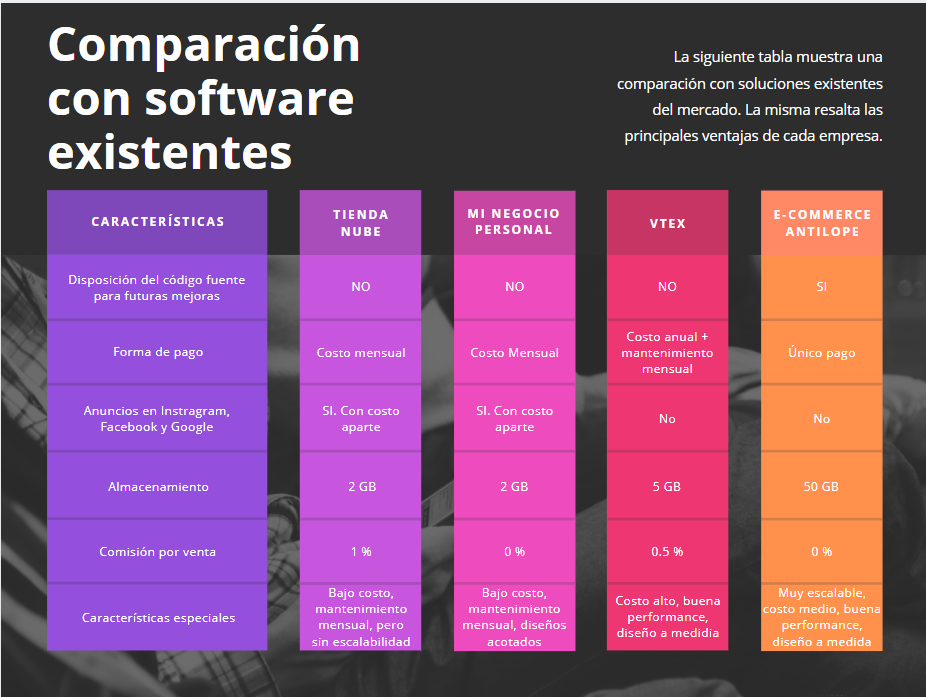 Comparación
con software
existentes
La siguiente tabla muestra una
comparación con soluciones existentes
del mercado. La misma resalta las
principales ventajas de cada empresa.
CARACTERÍSTICAS
TIENDA
NUBE
MI NEGOCIO
PERSONAL
VTEX
E-COMMERCE
ANTILOPE
Disposición del código fuente
para futuras mejoras
NO
NO
NO
SI
Forma de pago
Costo mensual
Costo Mensual
Costo anual +
mantenimiento
mensual
Único pago
Anuncios en Instragram,
Facebook y Google
SI. Con costo
aparte
SI. Con costo
aparte
No
No
Almacenamiento
2 GB
2 GB
5 GB
50 GB
Comisión por venta
1 %
0 %
0.5 %
0 %
Características especiales
Bajo costo,
mantenimiento
mensual, pero
sin escalabilidad
Bajo costo,
mantenimiento
mensual, diseños
acotados
Costo alto, buena
performance,
diseño a medidia
Muy escalable,
costo medio, buena
performance,
diseño a medida